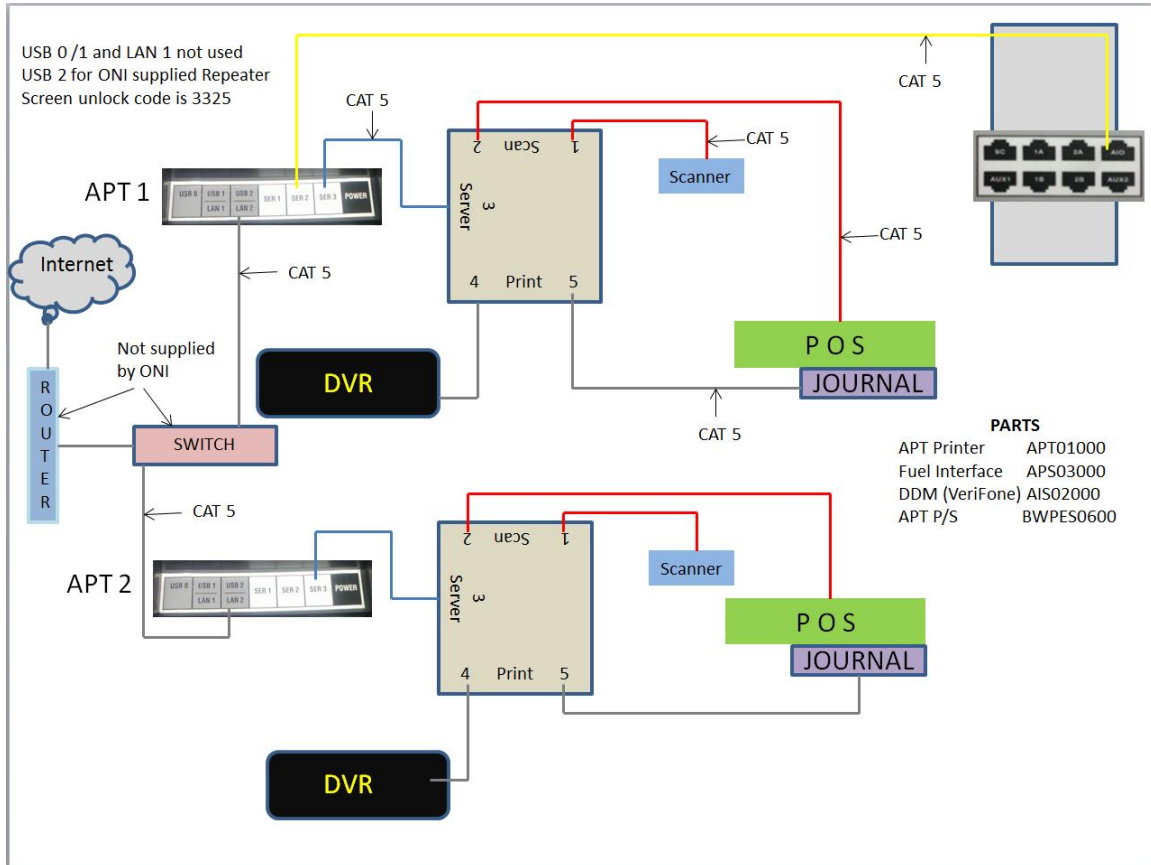 USB 0 /1 and LAN 1 not used
USB 2 for ONI supplied Repeater
Screen unlock code is 3325
CAT 5
CAT 5
APT 1
USB 0
USB 1
LAN 1
USB 2
LAN 2
SER 1
SER 2
SER 3
POWER
2
Scan
1
Server
3
4
Print
5
CAT 5
Scanner
CAT 5
SC
1A
2A
AIO
AUX1
1B
2B
AUX2
Internet
CAT 5
Not supplied
by ONI
ROUTER
SWITCH
DVR
P O S
JOURNAL
CAT 5
PARTS
APT Printer APT01000
Fuel Interface APS03000
DDM (VeriFone) AIS02000
APT P/S BWPES0600
CAT 5
APT 2
USB 0
USB 1
LAN 1
USB 2
LAN 2
SER 1
SER 2
SER 3
POWER
2
Scan
1
Server
3
4
Print
5
Scanner
P O S
JOURNAL
DVR